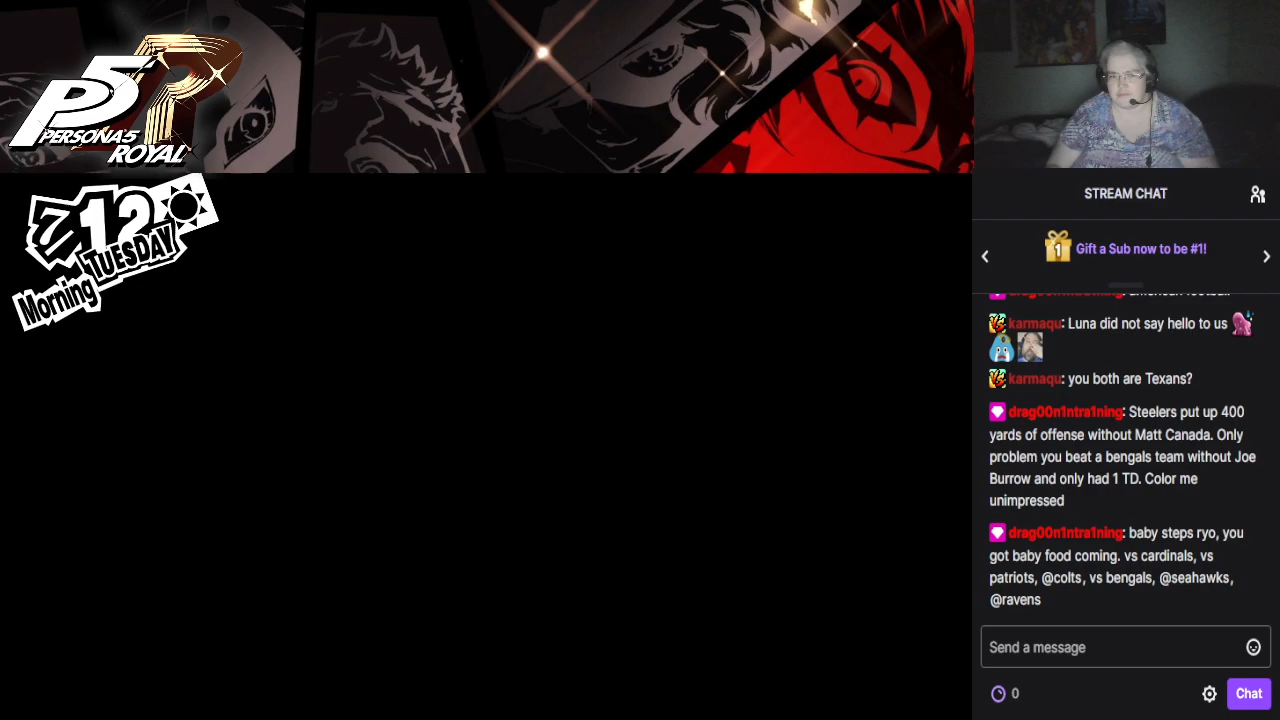 P5R
PERSONA5
ROYAL
7/12
TUESDAY
Morning
STREAM CHAT
1
Gift a Sub now to be #1!
karmaqu: Luna did not say hello to us
karmaqu: you both are Texans?
drag00n1ntra1ning: Steelers put up 400
yards of offense without Matt Canada. Only
problem you beat a bengals team without Joe
Burrow and only had 1 TD. Color me
unimpressed
drag00n1ntra1ning: baby steps ryo, you
got baby food coming. vs cardinals, vs
patriots, @colts, vs bengals, @seahawks,
@ravens
Send a message
0
Chat